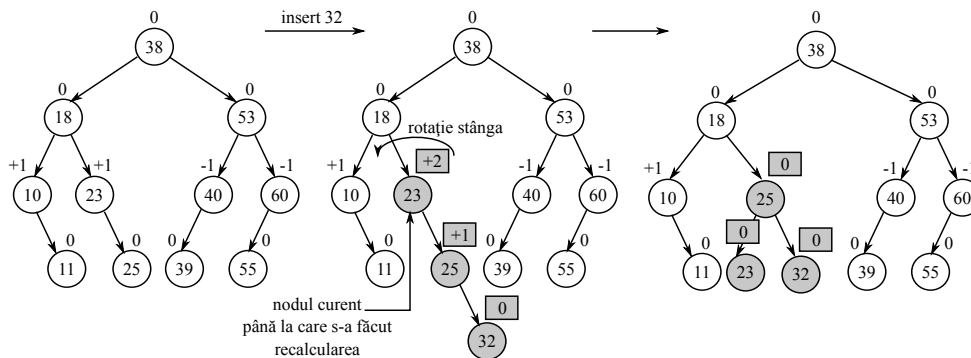 0 insert 32 0 0
38 38 38
0 0 0 0 0 0
18 53 18 rotație stânga 53 18 53
+1 +1 -1 -1 +1 +2 -1 -1 +1 0 -1 -1
10 23 40 60 10 23 40 60 10 25 40 60
0 0 0 0 0 +1 0 0 0 0 0 0 0
11 25 39 55 11 25 39 55 11 23 32 39 55
nodul curent 0
până la care s-a făcut 32
recalcularea